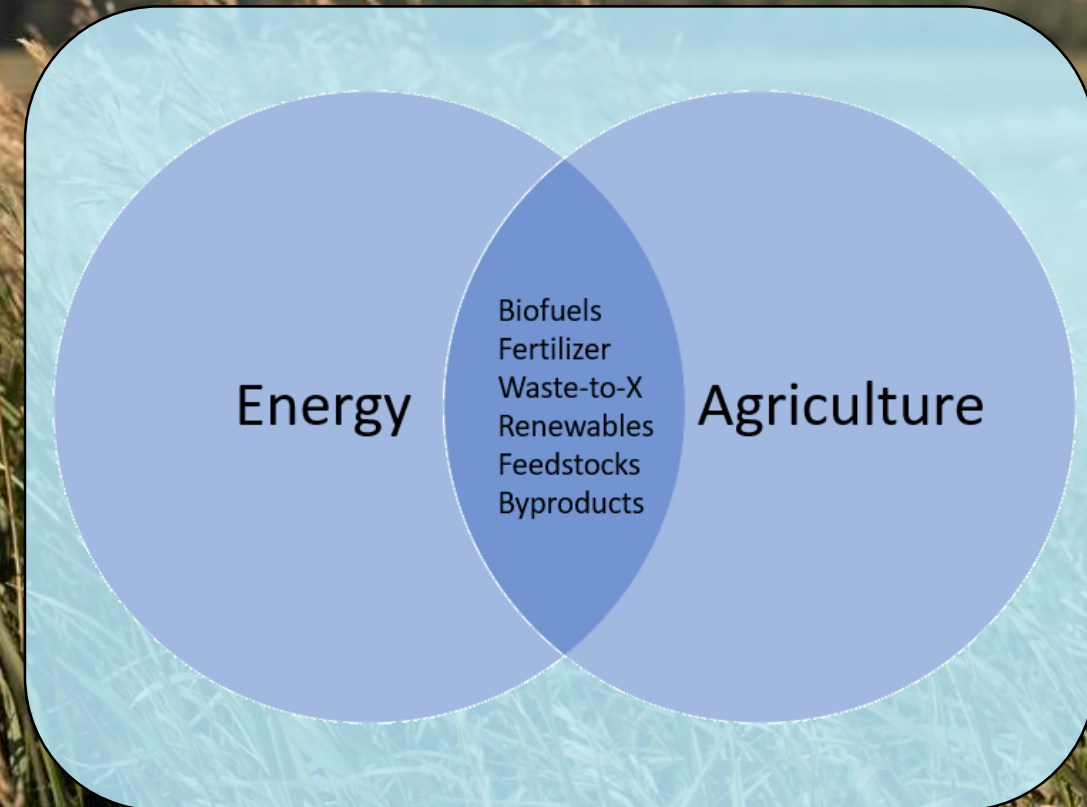 Energy
Biofuels
Fertilizer
Waste-to-X
Renewables
Feedstocks
Byproducts
Agriculture